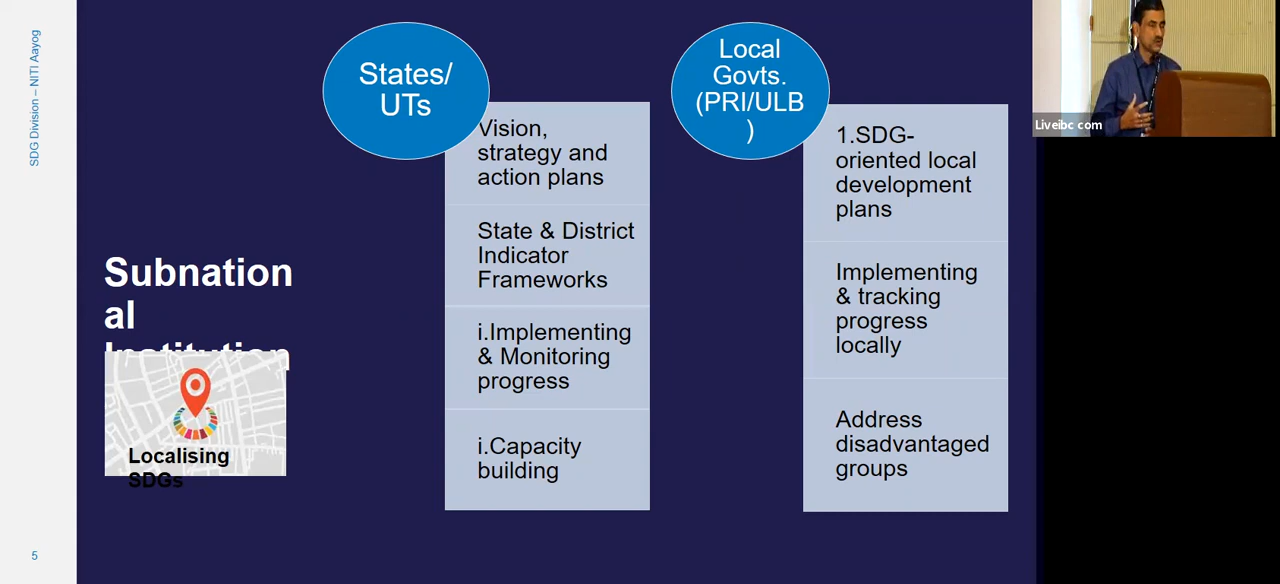 SDG Division – NITI Aayog
States/
UTs
Vision,
strategy and
action plans
State & District
Indicator
Frameworks
i.Implementing
& Monitoring
progress
i.Capacity
building
Local
Govts.
(PRI/ULB
)
1.SDG-
oriented local
development
plans
Implementing
& tracking
progress
locally
Address
disadvantaged
groups
Subnation
al
Institution
Localising
SDGs
5
Liveibc com